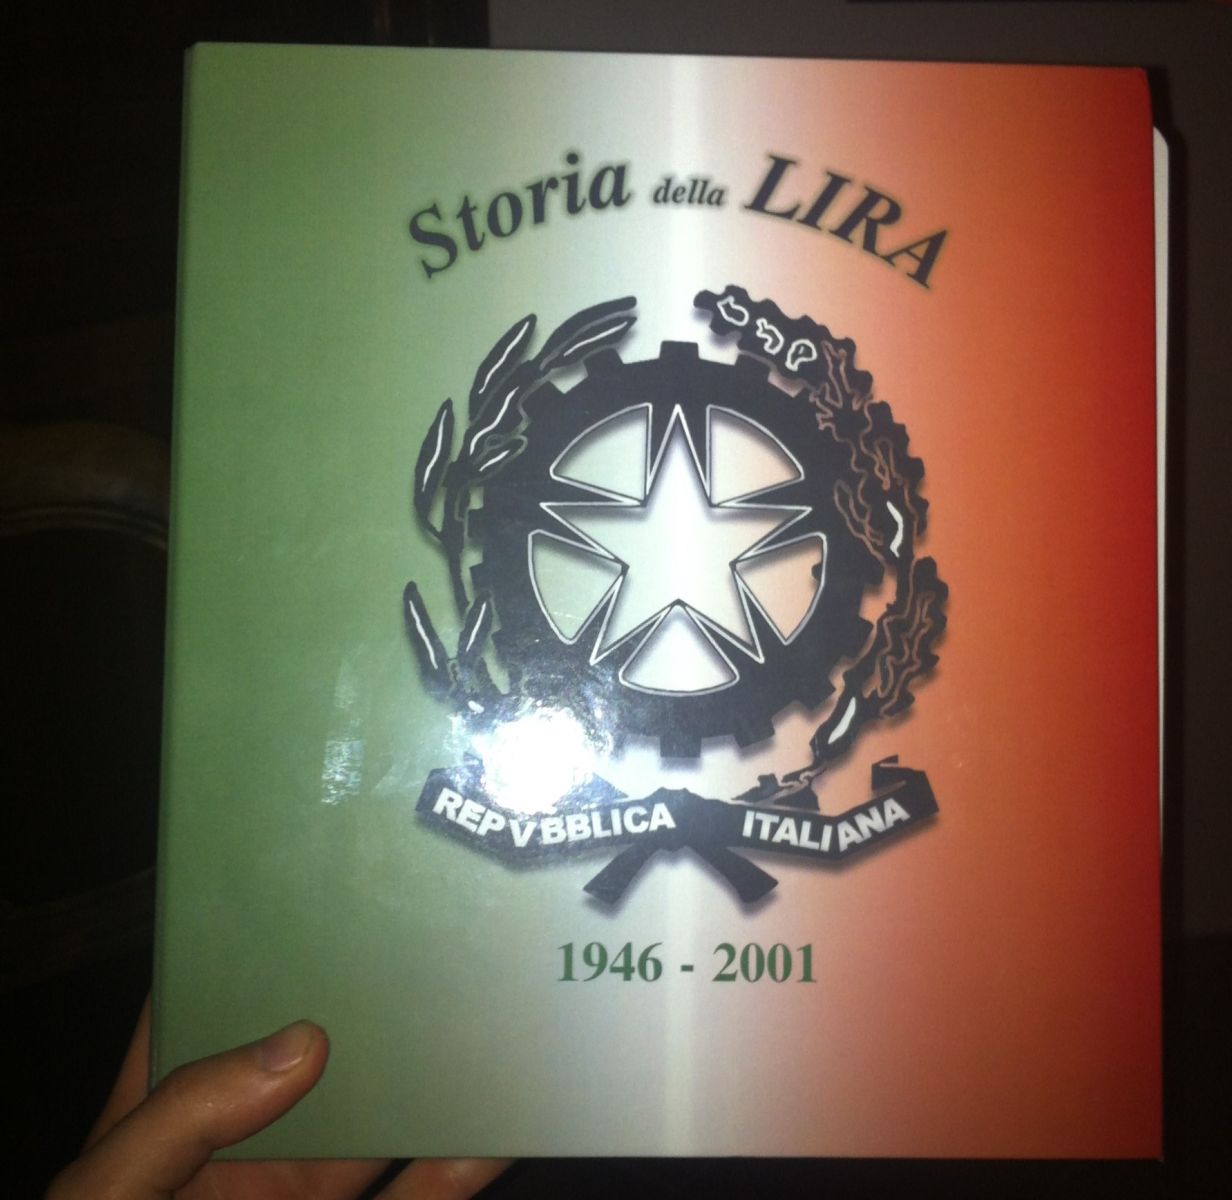 Storia della LIRA
REPVBBLICA ITALIANA
1946 - 2001